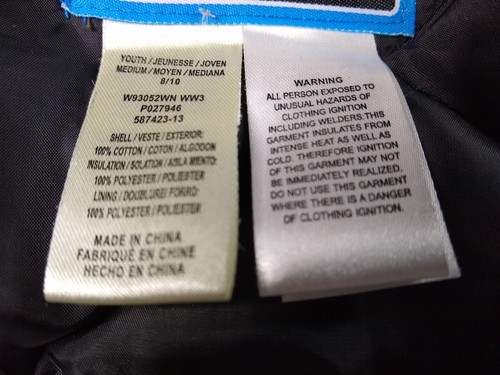 YOUTH / JEUNESSE / JOVEN
MEDIUM / MOYEN / MEDIANA
8/10
W93052WN WW3
P027946
587423-13
SHELL / VESTE / EXTERIOR:
100% COTTON / COTON / ALGODON
INSULATION / SOLATION / AISLA MIENTO:
100% POLYESTER / POLIESTER
LINING / DOUBLURE/ FORRO:
100% POLYESTER / POLIESTER
MADE IN CHINA
FABRIQUÉ EN CHINE
HECHO EN CHINA
WARNING
ALL PERSON EXPOSED TO
UNUSUAL HAZARDS OF
CLOTHING IGNITION
INCLUDING WELDERS:THIS
GARMENT INSULATES FROM
INTENSE HEAT AS WELL AS
COLD. THEREFORE IGNITION
OF THIS GARMENT MAY NOT
BE IMMEDIATELY REALIZED.
DO NOT USE THIS GARMENT
WHERE THERE IS A DANGER
OF CLOTHING IGNITION.